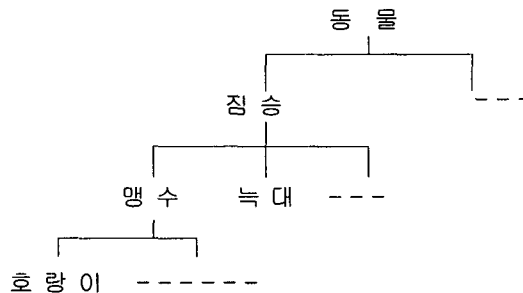 동 물
짐 승 - - -
맹 수 늑 대 - - -
호 랑 이 - - - - - -